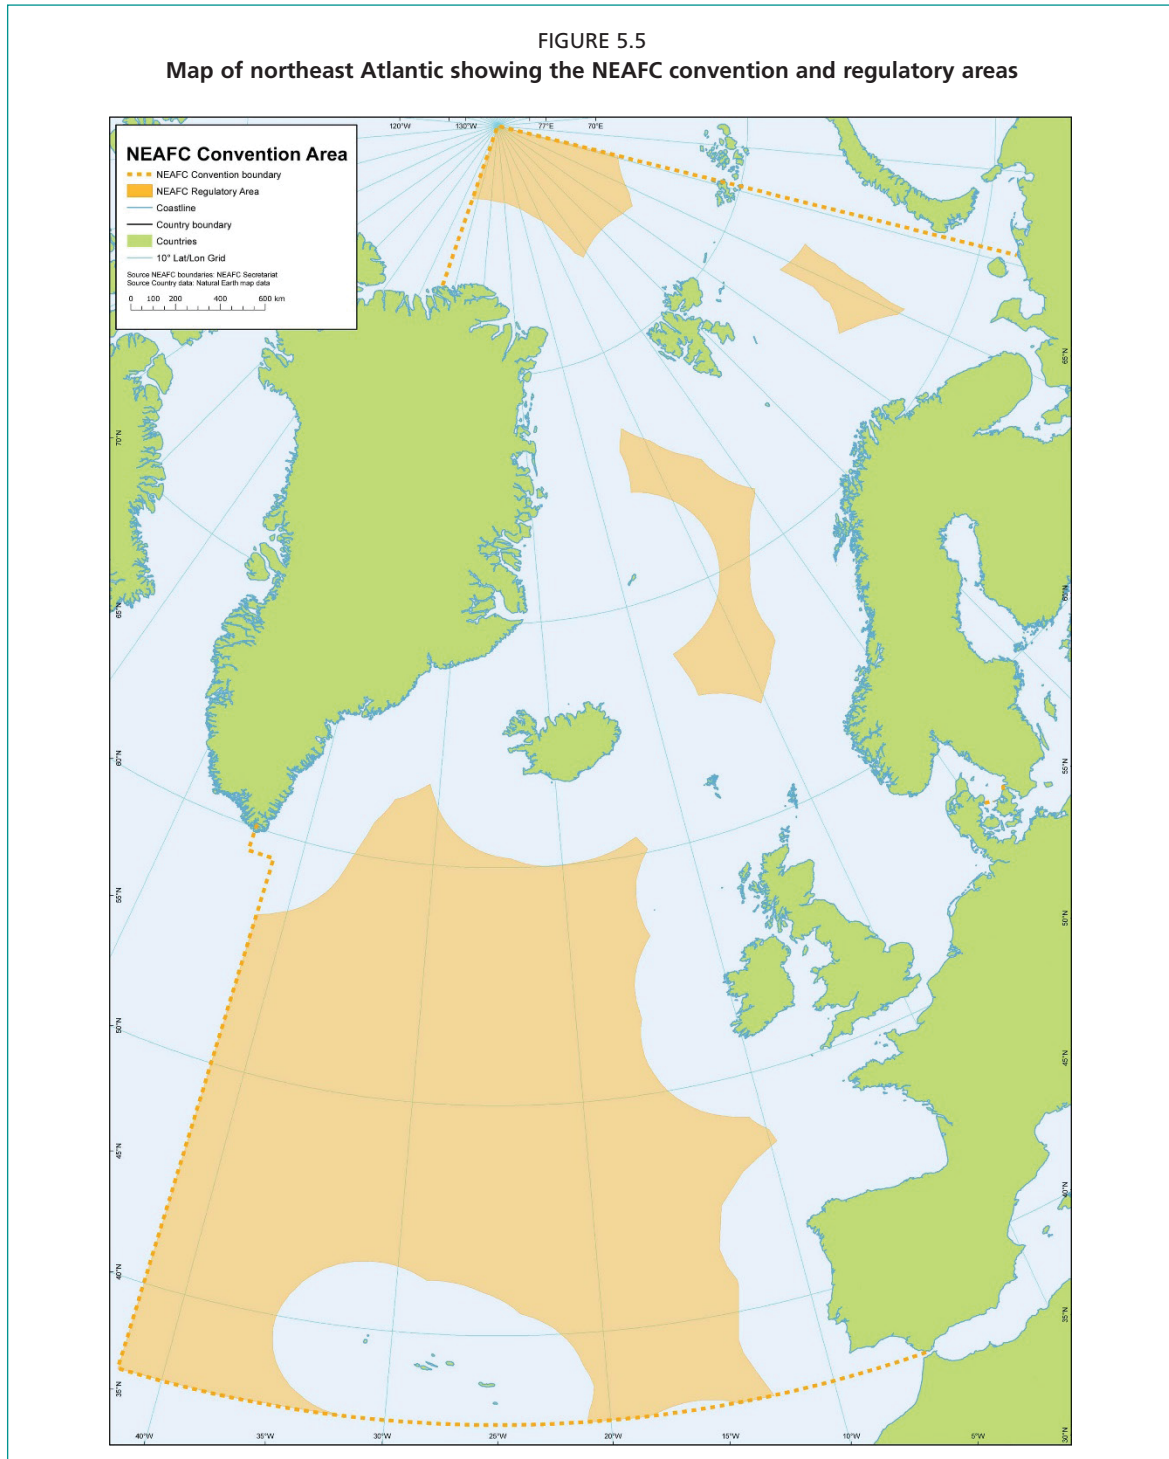 FIGURE 5.5
Map of northeast Atlantic showing the NEAFC convention and regulatory areas
120°W 130°W 77°E 70°E
NEAFC Convention Area
NEAFC Convention boundary
NEAFC Regulatory Area
Coastline
Country boundary
Countries
10° Lat/Lon Grid
Source NEAFC boundaries: NEAFC Secretariat
Source Country data: Natural Earth map data
0 100 200 400 600 km
65°N
70°N
60°N
65°N
60°N
55°N
55°N
50°N
50°N
45°N
45°N
40°N
40°N
35°N
35°N
30°N
40°W 35°W 25°W 20°W 15°W 10°W 5°W